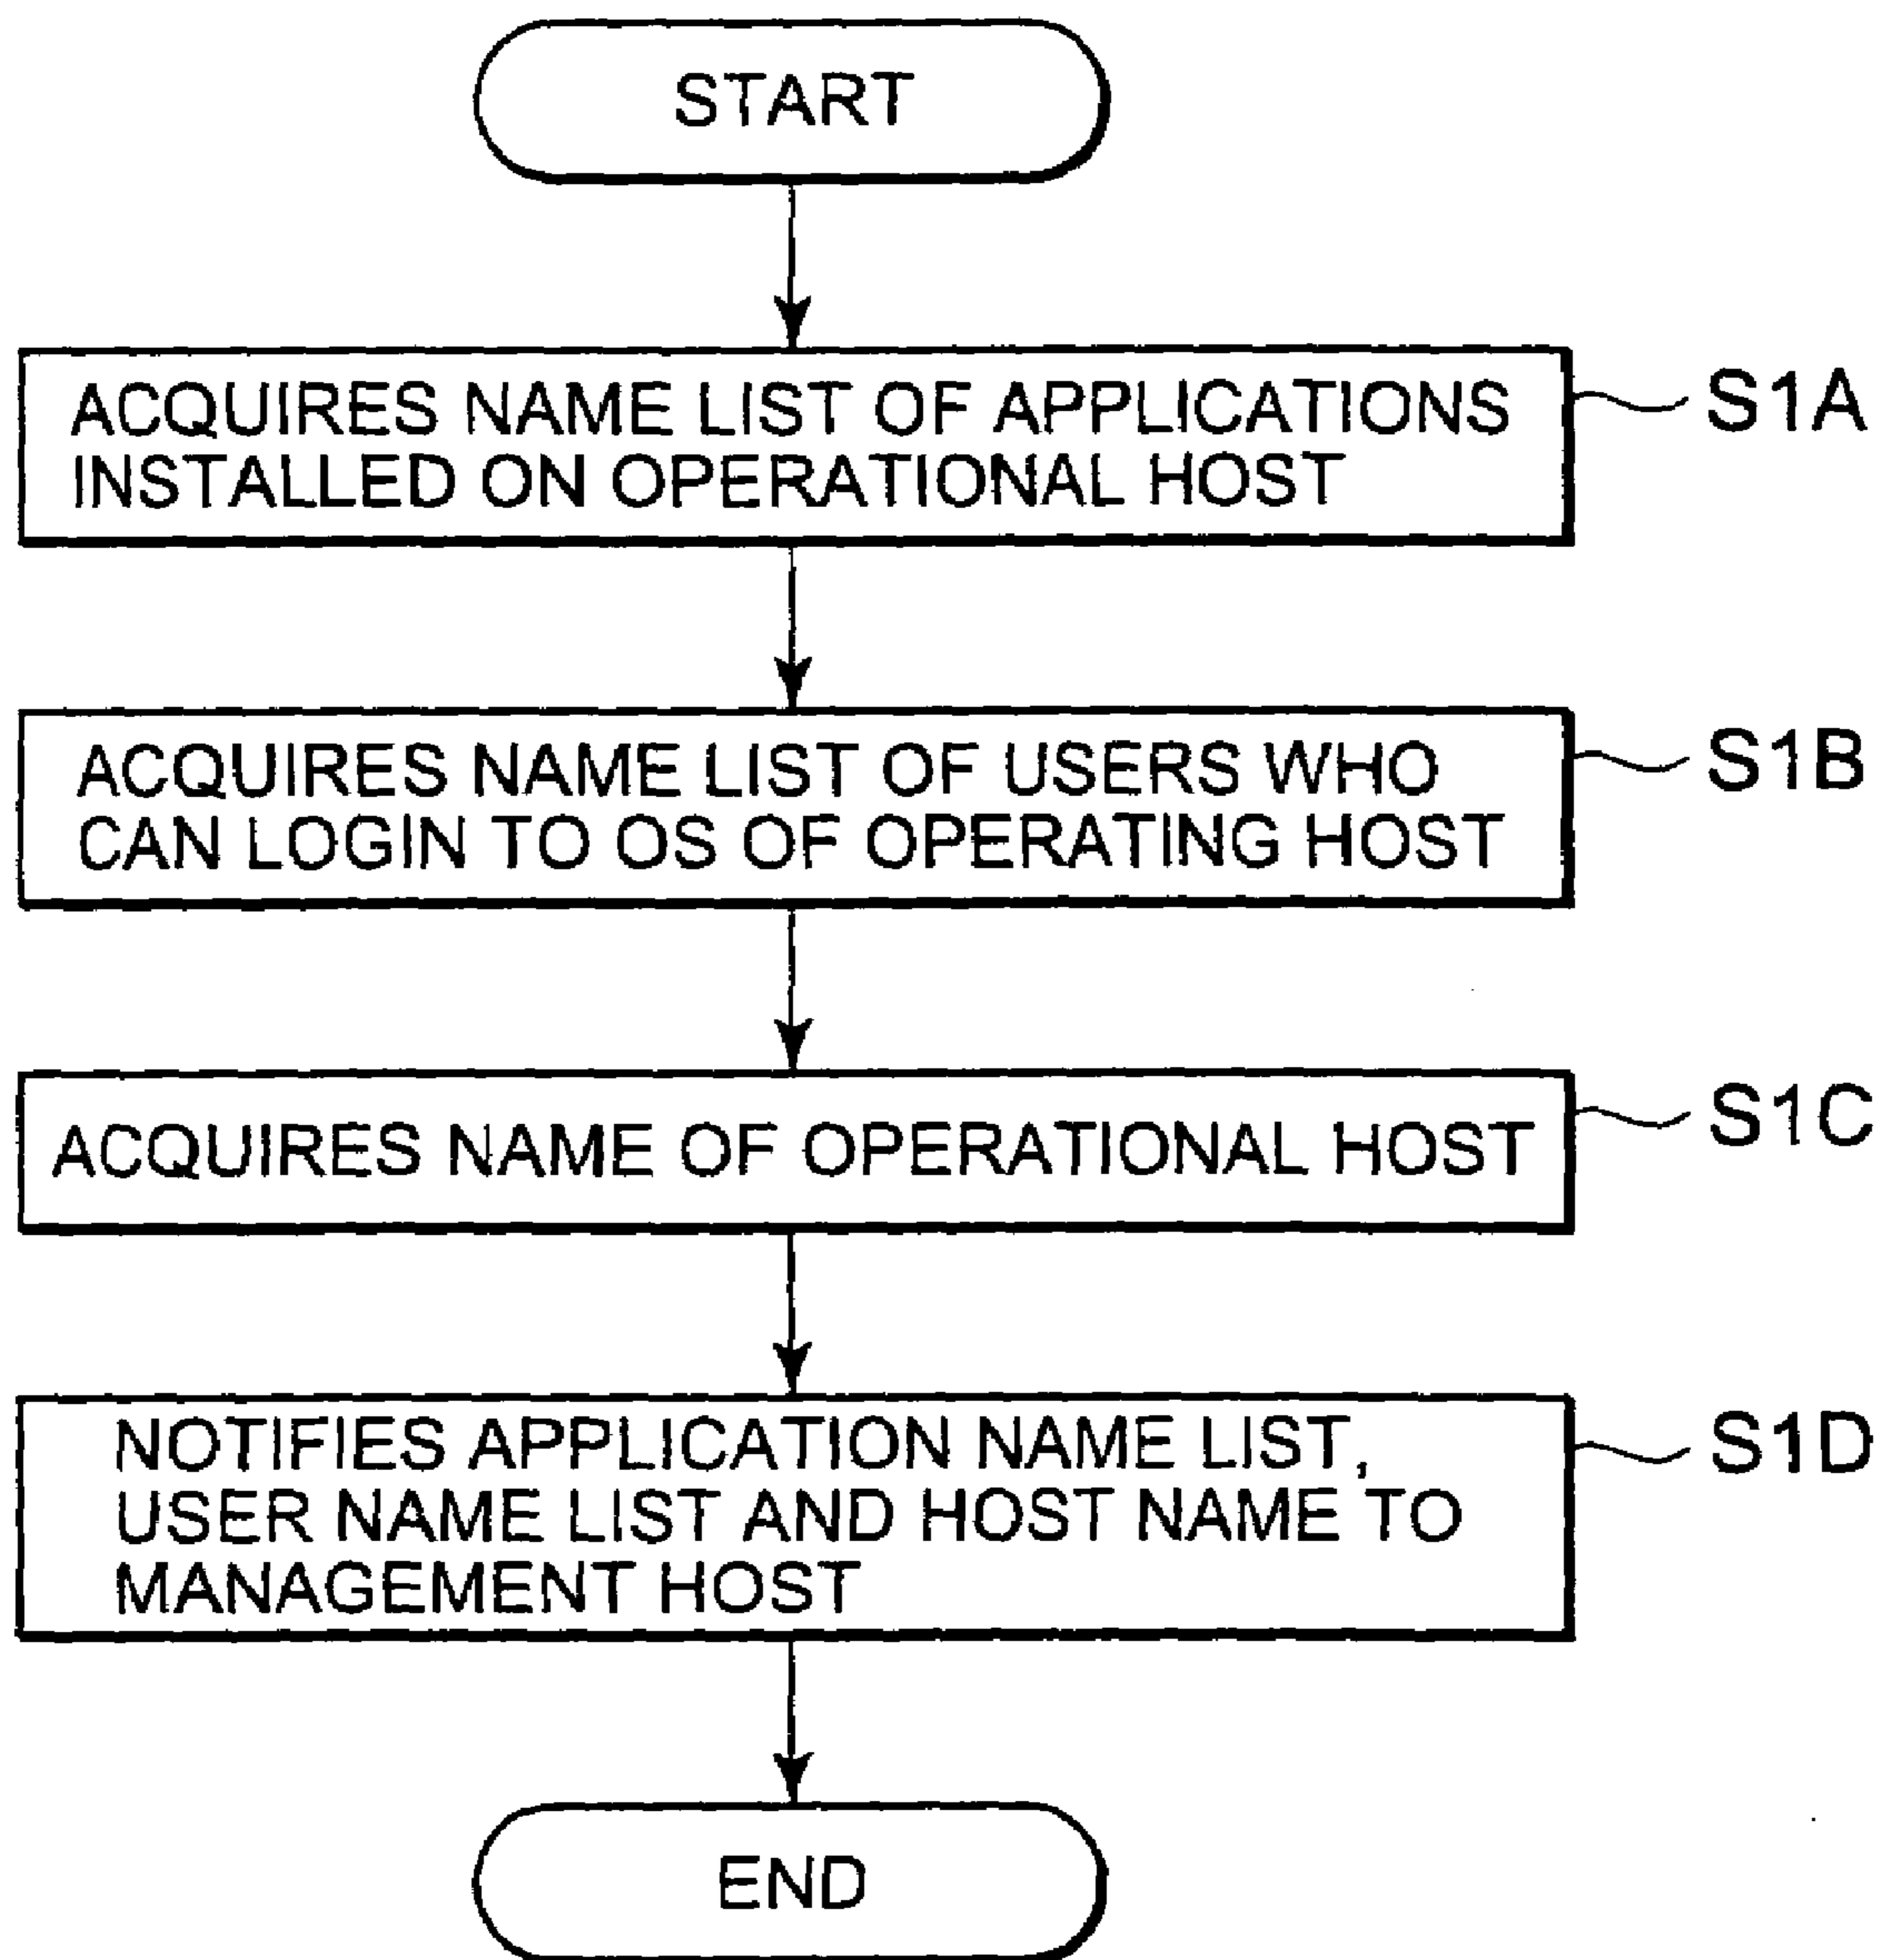 START
ACQUIRES NAME LIST OF APPLICATIONS
INSTALLED ON OPERATIONAL HOST
S1A
ACQUIRES NAME LIST OF USERS WHO
CAN LOGIN TO OS OF OPERATING HOST
S1B
ACQUIRES NAME OF OPERATIONAL HOST
S1C
NOTIFIES APPLICATION NAME LIST,
USER NAME LIST AND HOST NAME TO
MANAGEMENT HOST
S1D
END